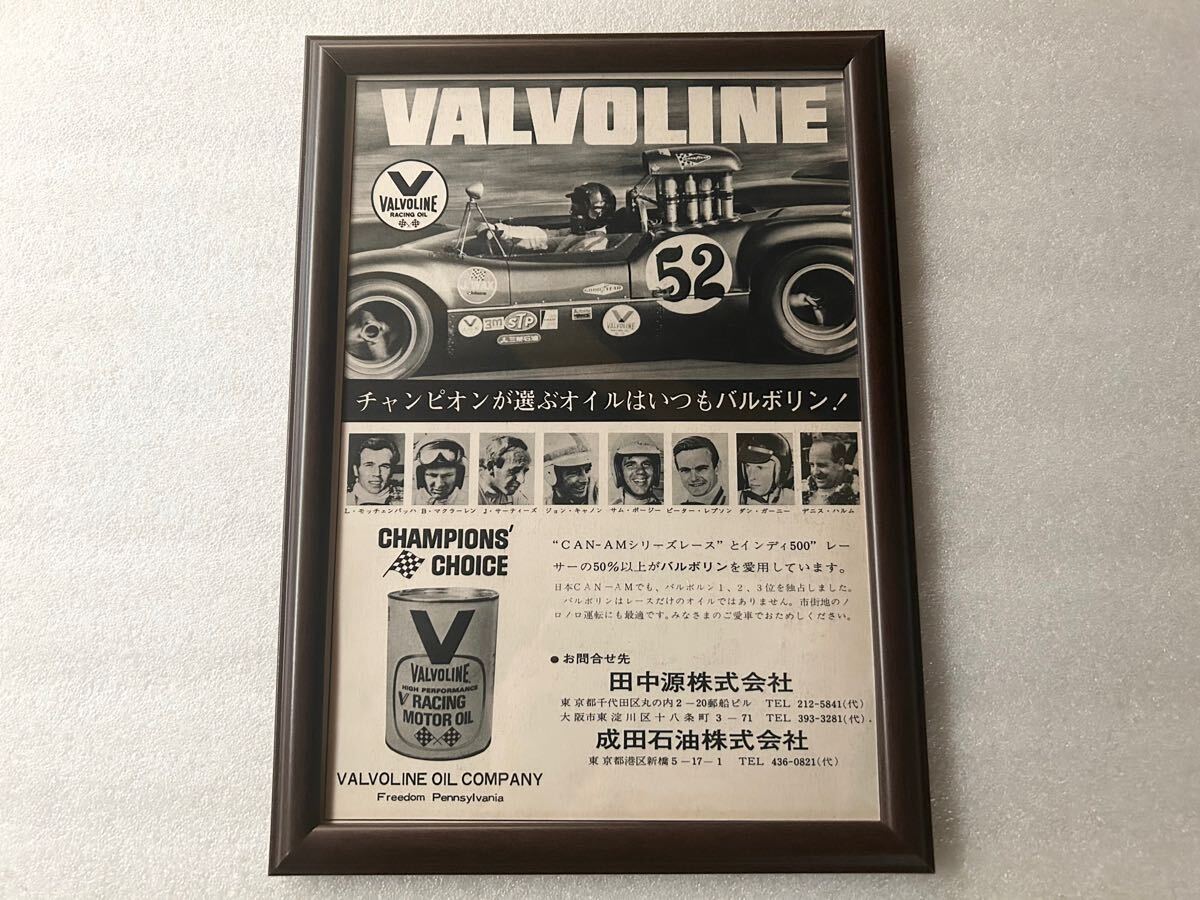 VALVOLINE
GOODYEAR
V
VALVOLINE
RACING OIL
52
J-WAX
Johnson
GOODYEAR
3M
STP
VALVOLINE
チャンピオンが選ぶオイルはいつもバルボリン!
L・モッチェンバッハ B・マクラーレン J・サーティーズ ジョン・キャノン サム・ポージー ピーター・レブソン ダン・ガーニー デニス・ハルム
CHAMPIONS'
CHOICE
“CAN-AMシリーズレース”とインディ500”レー
サーの50%以上がバルボリンを愛用しています。
日本CAN-AMでも、バルボルン1、2、3位を独占しました。
バルボリンはレースだけのオイルではありません。市街地のノ
ロノロ運転にも最適です。みなさまのご愛車でおためしください。
V
VALVOLINE
HIGH PERFORMANCE
V RACING
MOTOR OIL
●お問合せ先
田中源株式会社
東京都千代田区丸の内2-20郵船ビル TEL 212-5841(代)
大阪市東淀川区十八条町3-71 TEL 393-3281(代).
成田石油株式会社
東京都港区新橋5-17-1 TEL 436-0821(代)
VALVOLINE OIL COMPANY
Freedom Pennsylvania